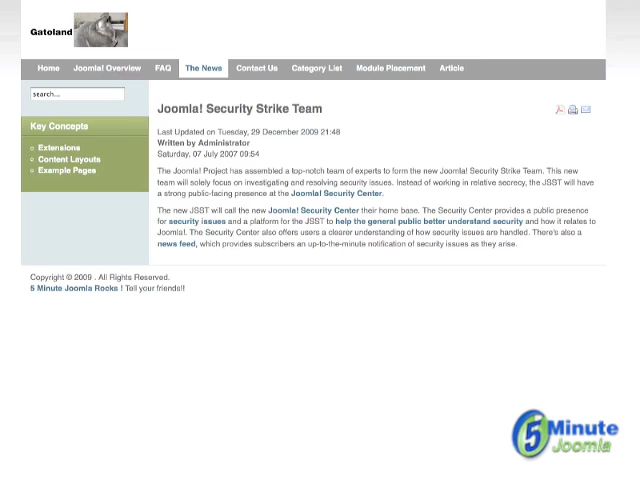 Gatoland
Home Joomla! Overview FAQ The News Contact Us Category List Module Placement Article
search...
Key Concepts
Extensions
Content Layouts
Example Pages
Joomla! Security Strike Team
Last Updated on Tuesday, 29 December 2009 21:48
Written by Administrator
Saturday, 07 July 2007 09:54
The Joomla! Project has assembled a top-notch team of experts to form the new Joomla! Security Strike Team. This new
team will solely focus on investigating and resolving security issues. Instead of working in relative secrecy, the JSST will have
a strong public-facing presence at the Joomla! Security Center.
The new JSST will call the new Joomla! Security Center their home base. The Security Center provides a public presence
for security issues and a platform for the JSST to help the general public better understand security and how it relates to
Joomla!. The Security Center also offers users a clearer understanding of how security issues are handled. There's also a
news feed, which provides subscribers an up-to-the-minute notification of security issues as they arise.
Copyright © 2009 . All Rights Reserved.
5 Minute Joomla Rocks ! Tell your friends!!
5 Minute
Joomla